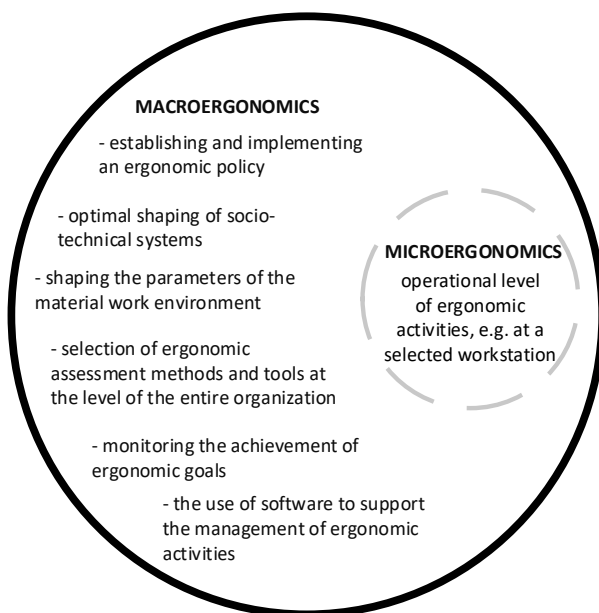 MACROERGONOMICS
- establishing and implementing
an ergonomic policy
- optimal shaping of socio-
technical systems
- shaping the parameters of the
material work environment
- selection of ergonomic
assessment methods and tools at
the level of the entire organization
- monitoring the achievement of
ergonomic goals
- the use of software to support
the management of ergonomic
activities
MICROERGONOMICS
operational level
of ergonomic
activities, e.g. at a
selected workstation